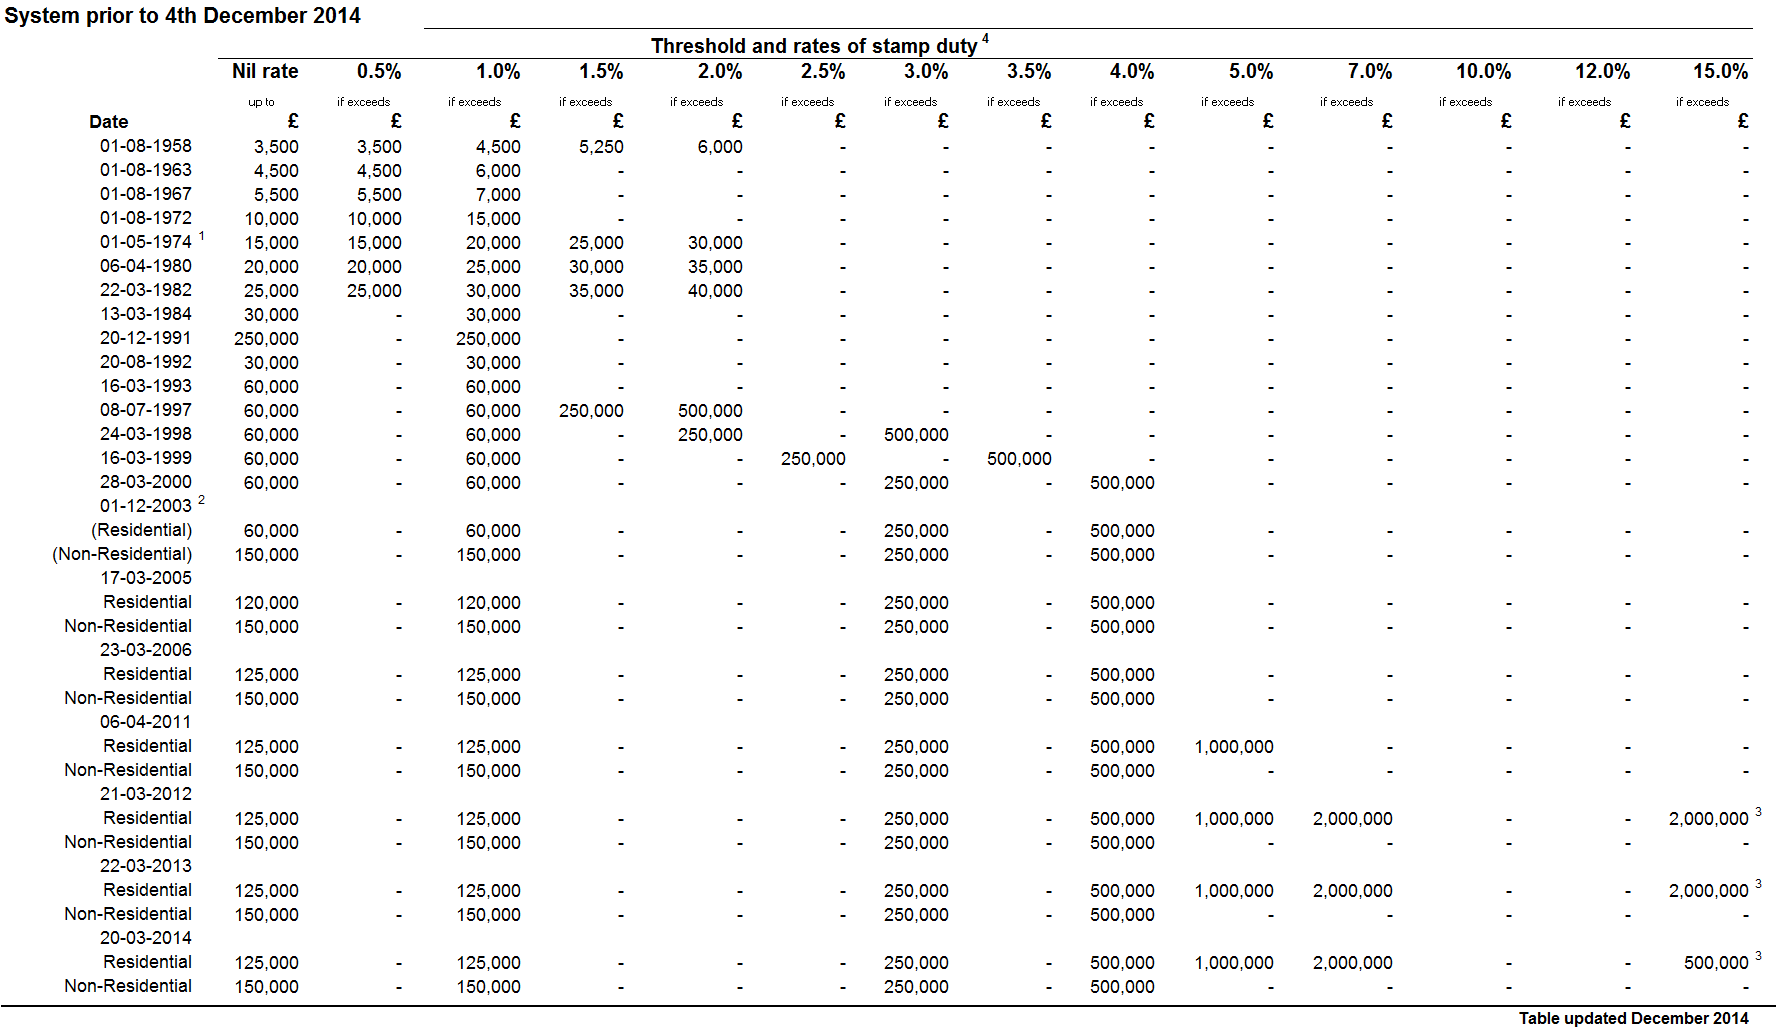 System prior to 4th December 2014
Threshold and rates of stamp duty 4
Nil rate 0.5% 1.0% 1.5% 2.0% 2.5% 3.0% 3.5% 4.0% 5.0% 7.0% 10.0% 12.0% 15.0%
up to if exceeds if exceeds if exceeds if exceeds if exceeds if exceeds if exceeds if exceeds if exceeds if exceeds if exceeds if exceeds if exceeds
Date £ £ £ £ £ £ £ £ £ £ £ £ £ £
01-08-1958 3,500 3,500 4,500 5,250 6,000 - - - - - - - - -
01-08-1963 4,500 4,500 6,000 - - - - - - - - - - -
01-08-1967 5,500 5,500 7,000 - - - - - - - - - - -
01-08-1972 10,000 10,000 15,000 - - - - - - - - - - -
01-05-1974 1 15,000 15,000 20,000 25,000 30,000 - - - - - - - - -
06-04-1980 20,000 20,000 25,000 30,000 35,000 - - - - - - - - -
22-03-1982 25,000 25,000 30,000 35,000 40,000 - - - - - - - - -
13-03-1984 30,000 - 30,000 - - - - - - - - - - -
20-12-1991 250,000 - 250,000 - - - - - - - - - - -
20-08-1992 30,000 - 30,000 - - - - - - - - - - -
16-03-1993 60,000 - 60,000 - - - - - - - - - - -
08-07-1997 60,000 - 60,000 250,000 500,000 - - - - - - - - -
24-03-1998 60,000 - 60,000 - 250,000 - 500,000 - - - - - - -
16-03-1999 60,000 - 60,000 - - 250,000 - 500,000 - - - - - -
28-03-2000 60,000 - 60,000 - - - 250,000 - 500,000 - - - - -
01-12-2003 2
(Residential) 60,000 - 60,000 - - - 250,000 - 500,000 - - - - -
(Non-Residential) 150,000 - 150,000 - - - 250,000 - 500,000 - - - - -
17-03-2005
Residential 120,000 - 120,000 - - - 250,000 - 500,000 - - - - -
Non-Residential 150,000 - 150,000 - - - 250,000 - 500,000 - - - - -
23-03-2006
Residential 125,000 - 125,000 - - - 250,000 - 500,000 - - - - -
Non-Residential 150,000 - 150,000 - - - 250,000 - 500,000 - - - - -
06-04-2011
Residential 125,000 - 125,000 - - - 250,000 - 500,000 1,000,000 - - - -
Non-Residential 150,000 - 150,000 - - - 250,000 - 500,000 - - - - -
21-03-2012
Residential 125,000 - 125,000 - - - 250,000 - 500,000 1,000,000 2,000,000 - - 2,000,000 3
Non-Residential 150,000 - 150,000 - - - 250,000 - 500,000 - - - - -
22-03-2013
Residential 125,000 - 125,000 - - - 250,000 - 500,000 1,000,000 2,000,000 - - 2,000,000 3
Non-Residential 150,000 - 150,000 - - - 250,000 - 500,000 - - - - -
20-03-2014
Residential 125,000 - 125,000 - - - 250,000 - 500,000 1,000,000 2,000,000 - - 500,000 3
Non-Residential 150,000 - 150,000 - - - 250,000 - 500,000 - - - - -
Table updated December 2014